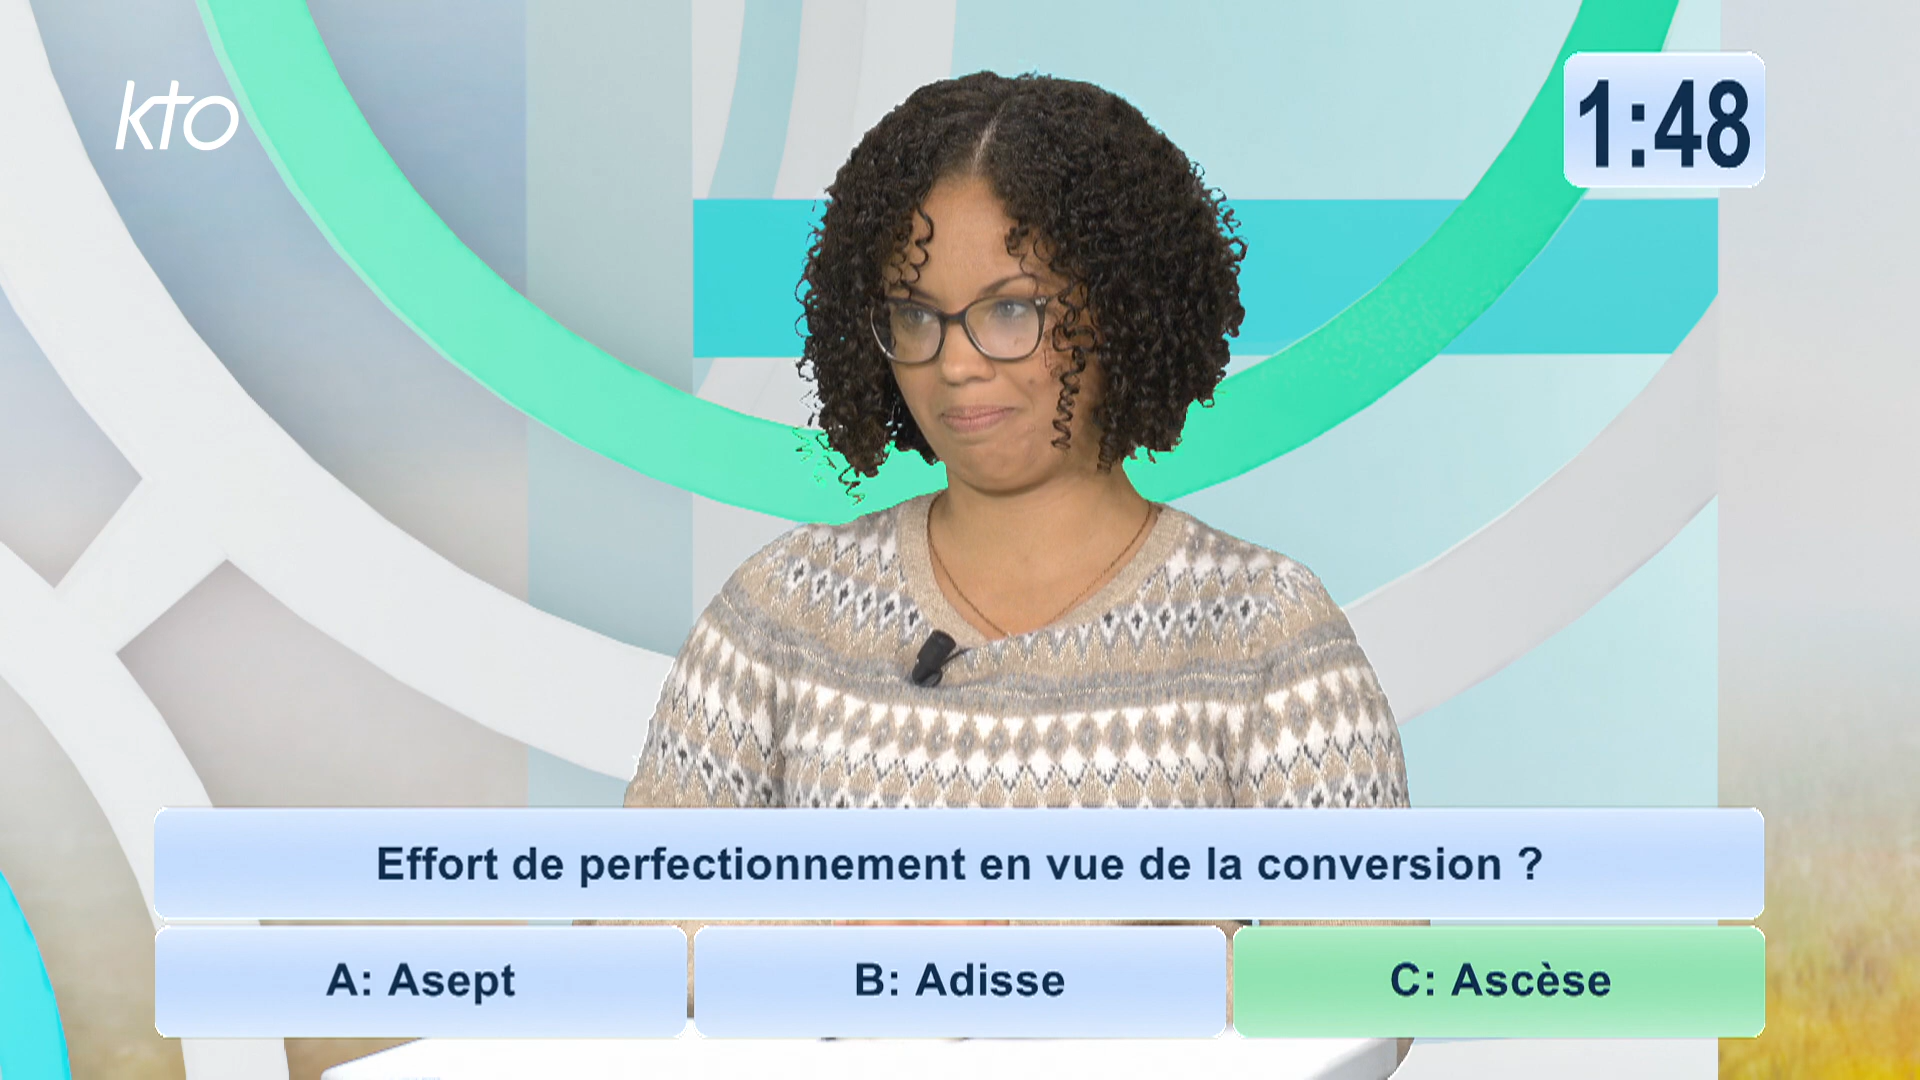 kto
1:48
Effort de perfectionnement en vue de la conversion ?
A: Asept
B: Adisse
C: Ascèse